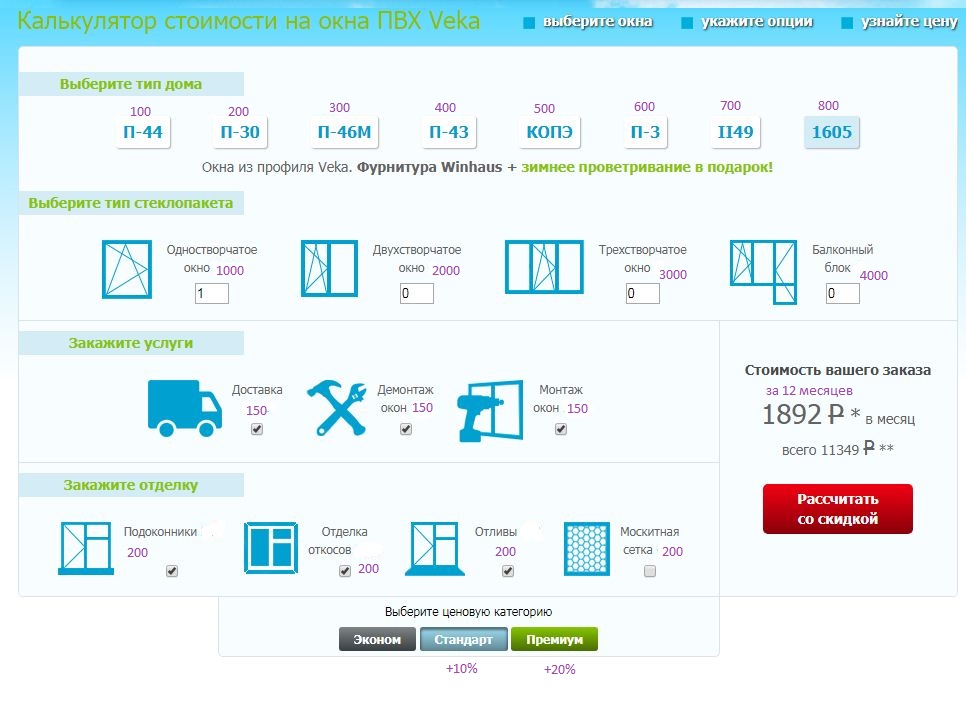 Калькулятор стоимости на окна ПВХ Veka
выберите окна укажите опции узнайте цену
Выберите тип дома
100 200 300 400 500 600 700 800
П-44 П-30 П-46М П-43 КОПЭ П-3 II49 1605
Окна из профиля Veka. Фурнитура Winhaus + зимнее проветривание в подарок!
Выберите тип стеклопакета
Одностворчатое
окно 1000
1
Двухстворчатое
окно 2000
0
Трехстворчатое
окно 3000
0
Балконный
блок 4000
0
Закажите услуги
Доставка
150
Демонтаж
окон 150
Монтаж
окон 150
Стоимость вашего заказа
за 12 месяцев
1892 ₽ * в месяц
всего 11349 ₽ **
Рассчитать
со скидкой
Закажите отделку
Подоконники
200
Отделка
откосов
200
Отливы
200
Москитная
сетка 200
Выберите ценовую категорию
Эконом Стандарт Премиум
+10% +20%